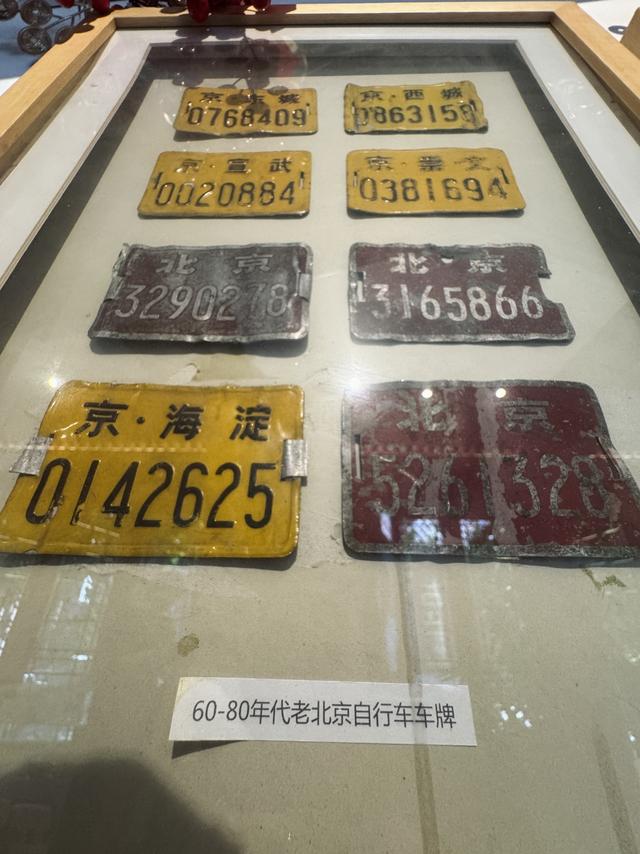 京·东城
0768409
京·西城
0863158
京·宣武
0020884
京·崇文
0381694
北京
3290278
北·京
3165866
京·海淀
0142625
北京
5261328
60-80年代老北京自行车车牌